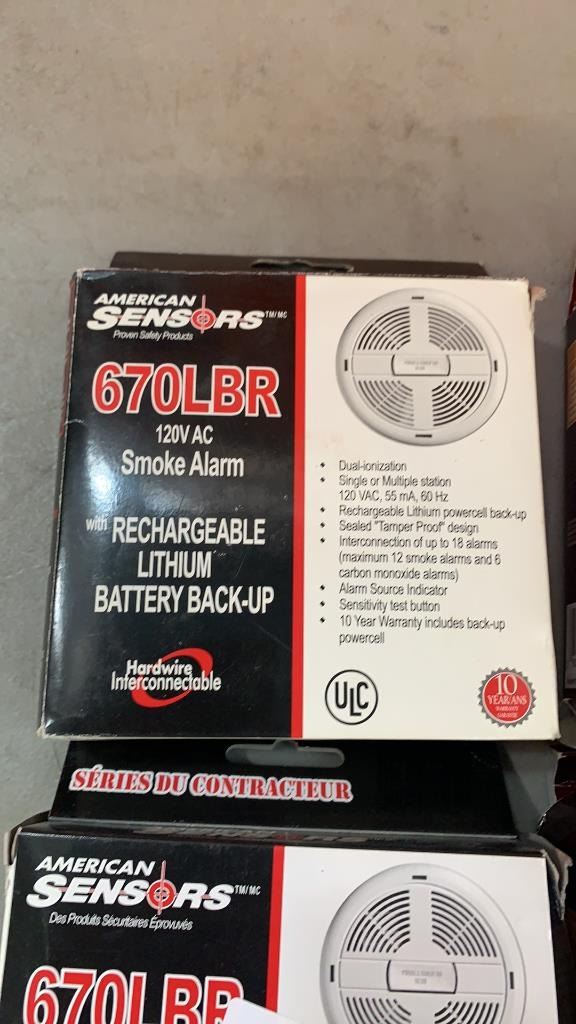 AMERICAN
SENSORS TM/MC
Proven Safety Products
670LBR
120V AC
Smoke Alarm
with RECHARGEABLE
LITHIUM
BATTERY BACK-UP
Hardwire
Interconnectable
• Dual-ionization
• Single or Multiple station
120 VAC, 55 mA, 60 Hz
• Rechargeable Lithium powercell back-up
• Sealed "Tamper Proof" design
• Interconnection of up to 18 alarms
(maximum 12 smoke alarms and 6
carbon monoxide alarms)
• Alarm Source Indicator
• Sensitivity test button
• 10 Year Warranty includes back-up
powercell
ULC
10
YEAR/ANS
WARRANTY
GARANTIE
SÉRIES DU CONTRACTEUR
AMERICAN
SENSORS TM/MC
Des Produits Sécuritaires Éprouvés
670LBR